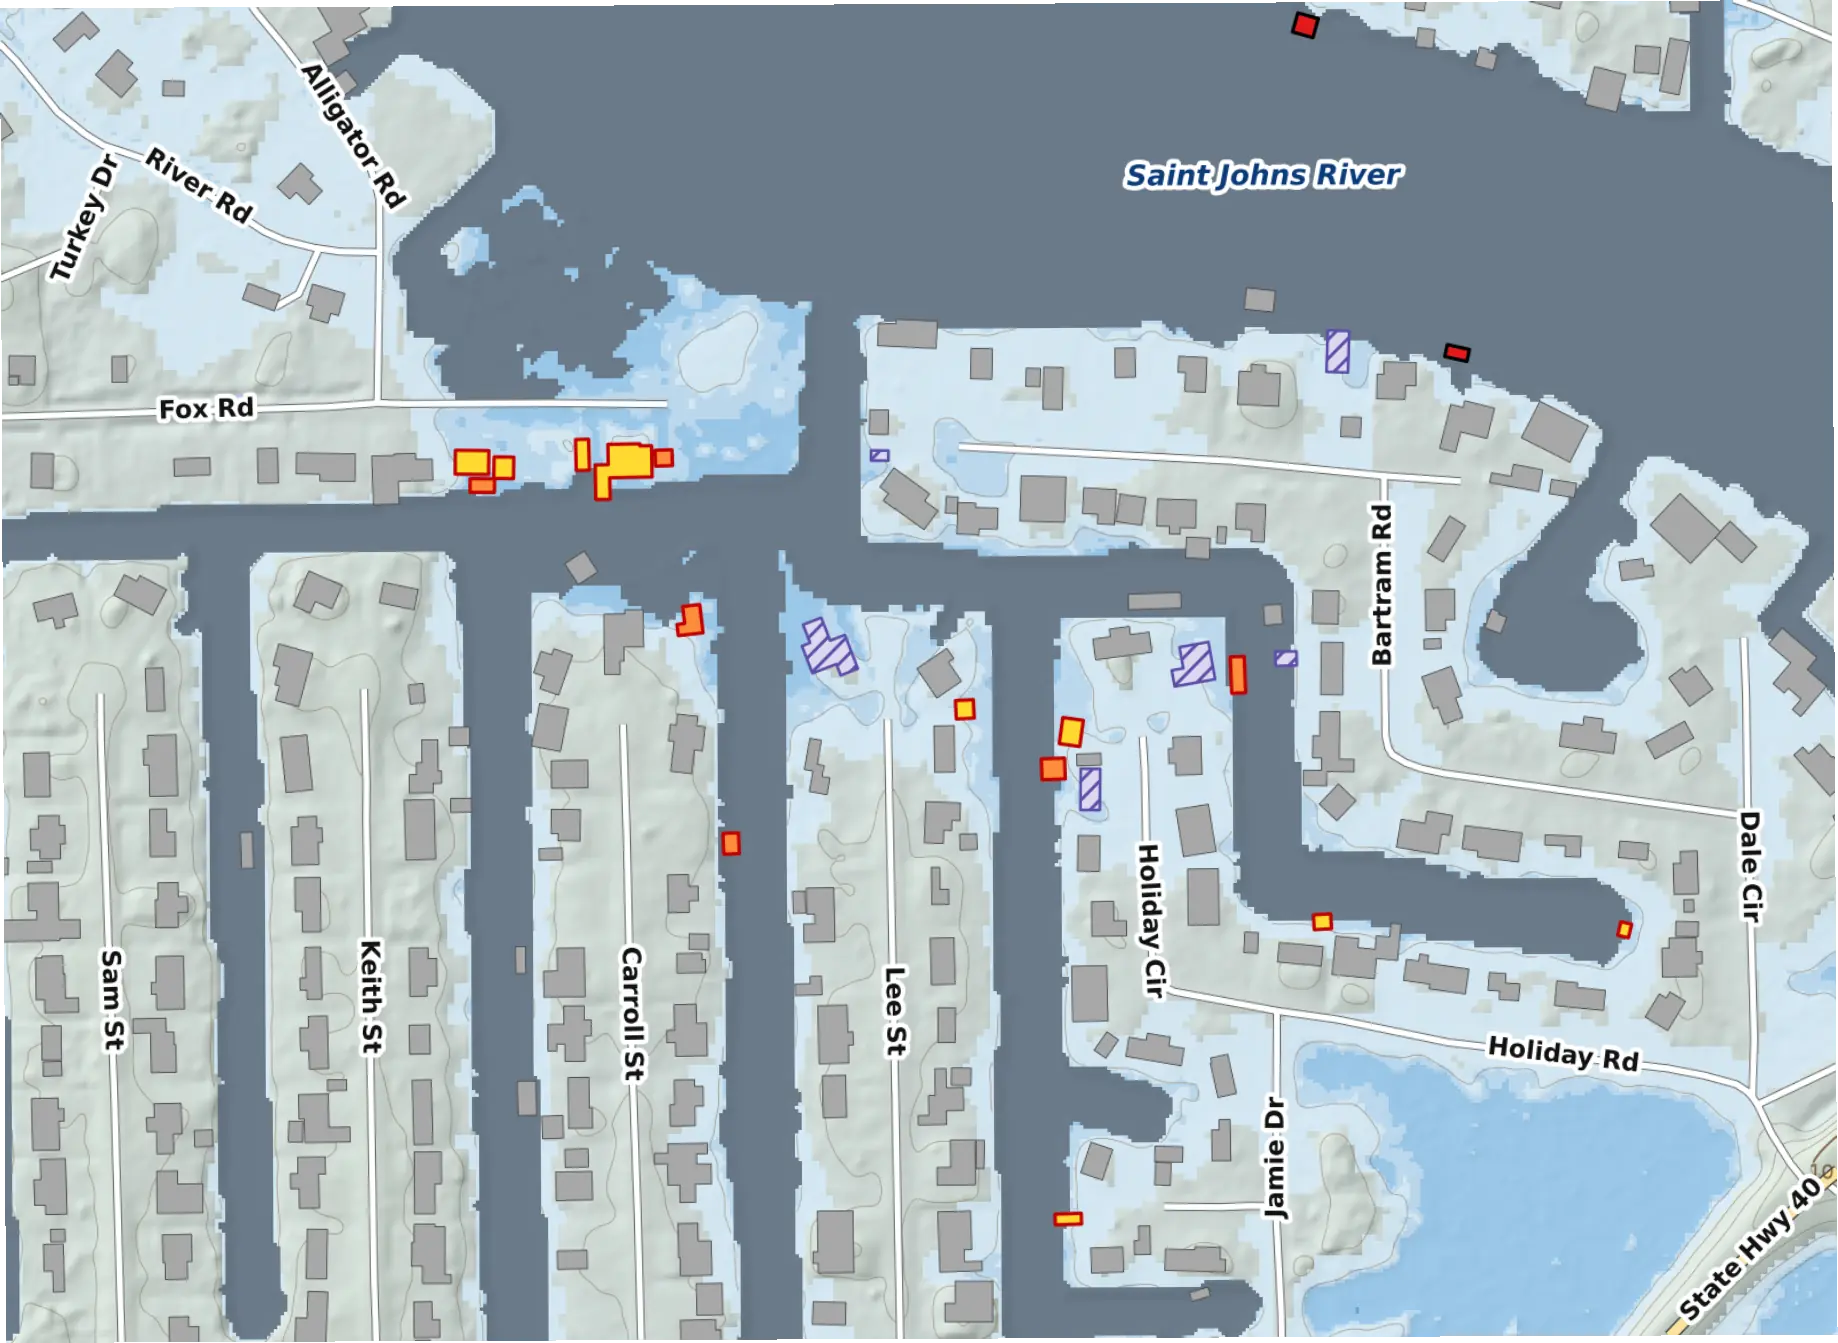 Alligator Rd
Saint Johns River
River Rd
Turkey Dr
Fox Rd
Bartram Rd
Dale Cir
Holiday Cir
Sam St
Keith St
Carroll St
Lee St
Holiday Rd
Jamie Dr
10
State Hwy 40